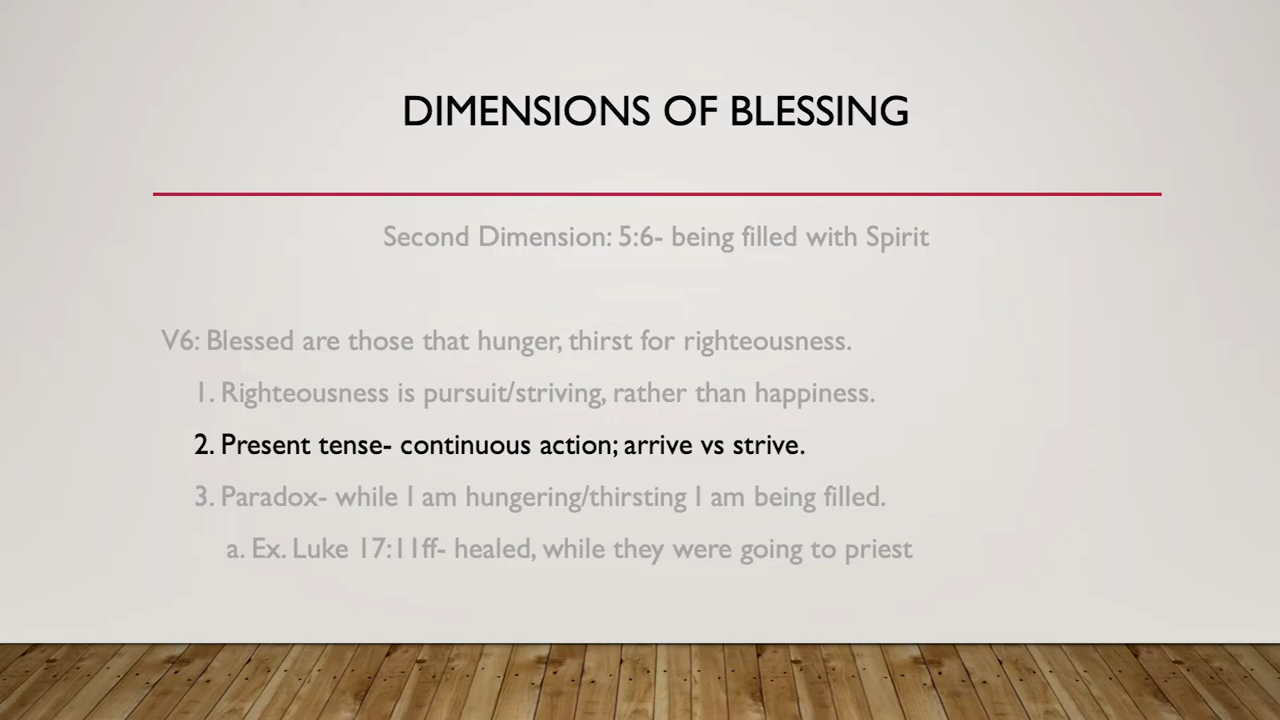 DIMENSIONS OF BLESSING
Second Dimension: 5:6- being filled with Spirit
V6: Blessed are those that hunger, thirst for righteousness.
1. Righteousness is pursuit/striving, rather than happiness.
2. Present tense- continuous action; arrive vs strive.
3. Paradox- while I am hungering/thirsting I am being filled.
a. Ex. Luke 17:11ff- healed, while they were going to priest